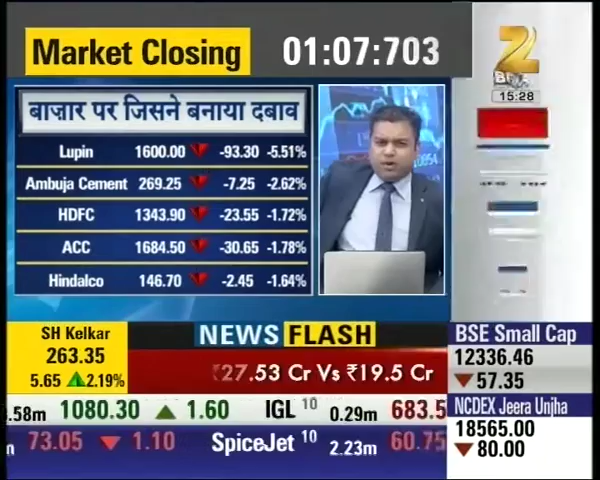 Market Closing 01:07:703
15:28
बाज़ार पर जिसने बनाया दबाव
Lupin 1600.00 -93.30 -5.51%
Ambuja Cement 269.25 -7.25 -2.62%
HDFC 1343.90 -23.55 -1.72%
ACC 1684.50 -30.65 -1.78%
Hindalco 146.70 -2.45 -1.64%
SH Kelkar
263.35
5.65 2.19%
NEWS FLASH
₹27.53 Cr Vs ₹19.5 Cr
BSE Small Cap
12336.46
57.35
.58m 1080.30 1.60 IGL 10 0.29m 683.5
NCDEX Jeera Unjha
18565.00
80.00
73.05 1.10 SpiceJet 10 2.23m 60.75